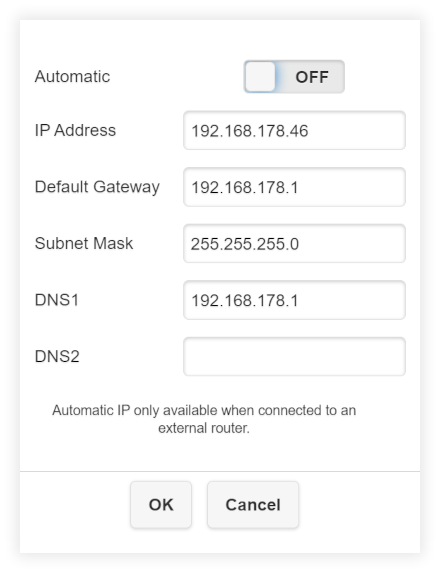 Automatic OFF
IP Address 192.168.178.46
Default Gateway 192.168.178.1
Subnet Mask 255.255.255.0
DNS1 192.168.178.1
DNS2
Automatic IP only available when connected to an
external router.
OK Cancel